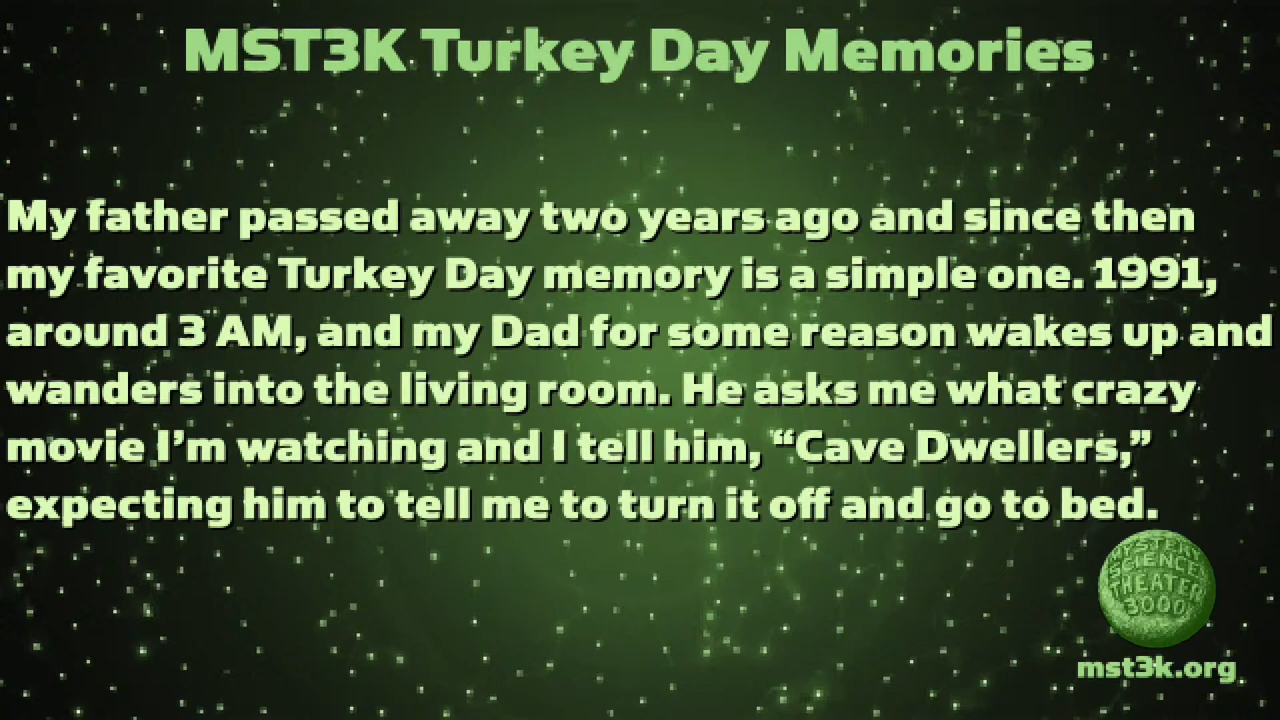 MST3K Turkey Day Memories
My father passed away two years ago and since then
my favorite Turkey Day memory is a simple one. 1991,
around 3 AM, and my Dad for some reason wakes up and
wanders into the living room. He asks me what crazy
movie I’m watching and I tell him, “Cave Dwellers,”
expecting him to tell me to turn it off and go to bed.
MYSTERY
SCIENCE
THEATER
3000
mst3k.org